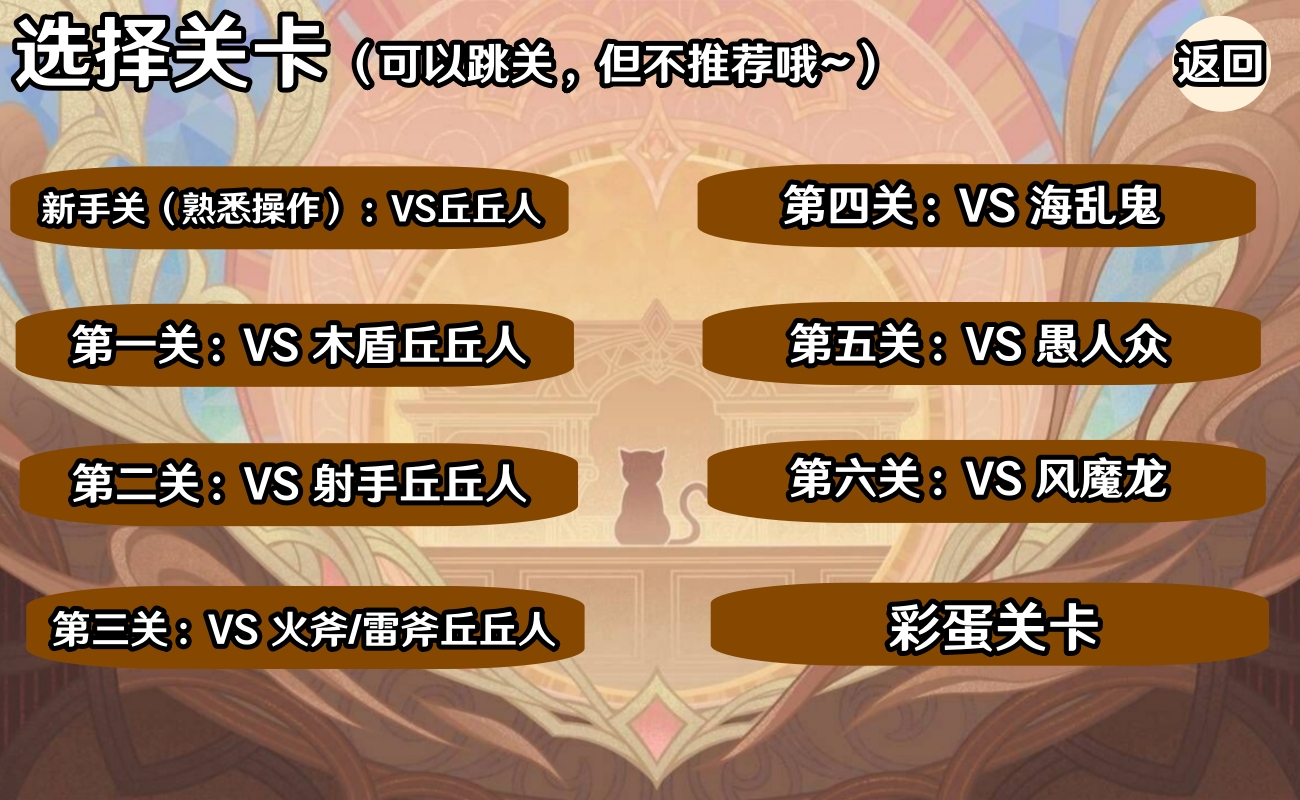 选择关卡（可以跳关，但不推荐哦~）
返回
新手关（熟悉操作）：VS丘丘人
第一关：VS 木盾丘丘人
第二关：VS 射手丘丘人
第三关：VS 火斧/雷斧丘丘人
第四关：VS 海乱鬼
第五关：VS 愚人众
第六关：VS 风魔龙
彩蛋关卡